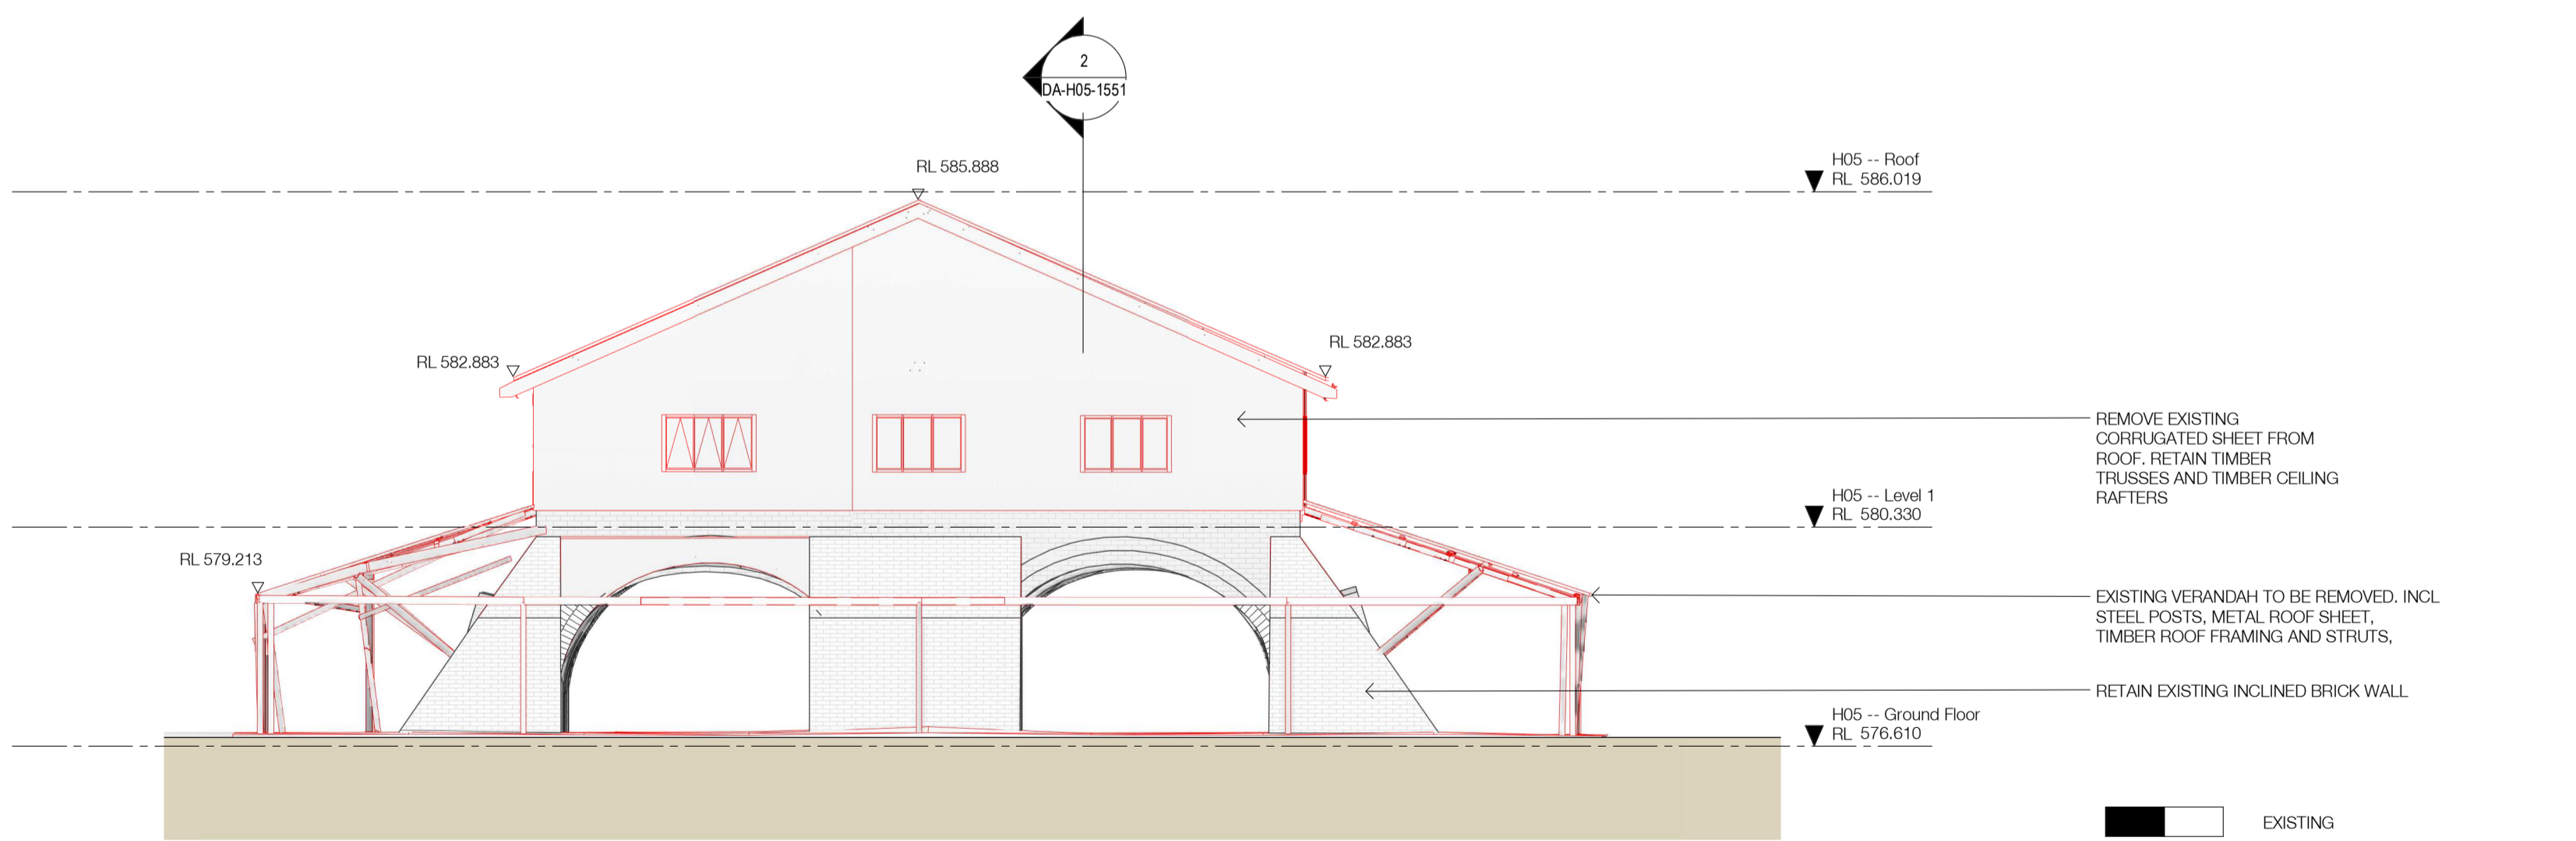 2
DA-H05-1551
RL 585.888
H05 -- Roof
RL 586.019
RL 582.883
RL 582.883
REMOVE EXISTING
CORRUGATED SHEET FROM
ROOF. RETAIN TIMBER
TRUSSES AND TIMBER CEILING
RAFTERS
H05 -- Level 1
RL 580.330
RL 579.213
EXISTING VERANDAH TO BE REMOVED. INCL
STEEL POSTS, METAL ROOF SHEET,
TIMBER ROOF FRAMING AND STRUTS,
RETAIN EXISTING INCLINED BRICK WALL
H05 -- Ground Floor
RL 576.610
EXISTING